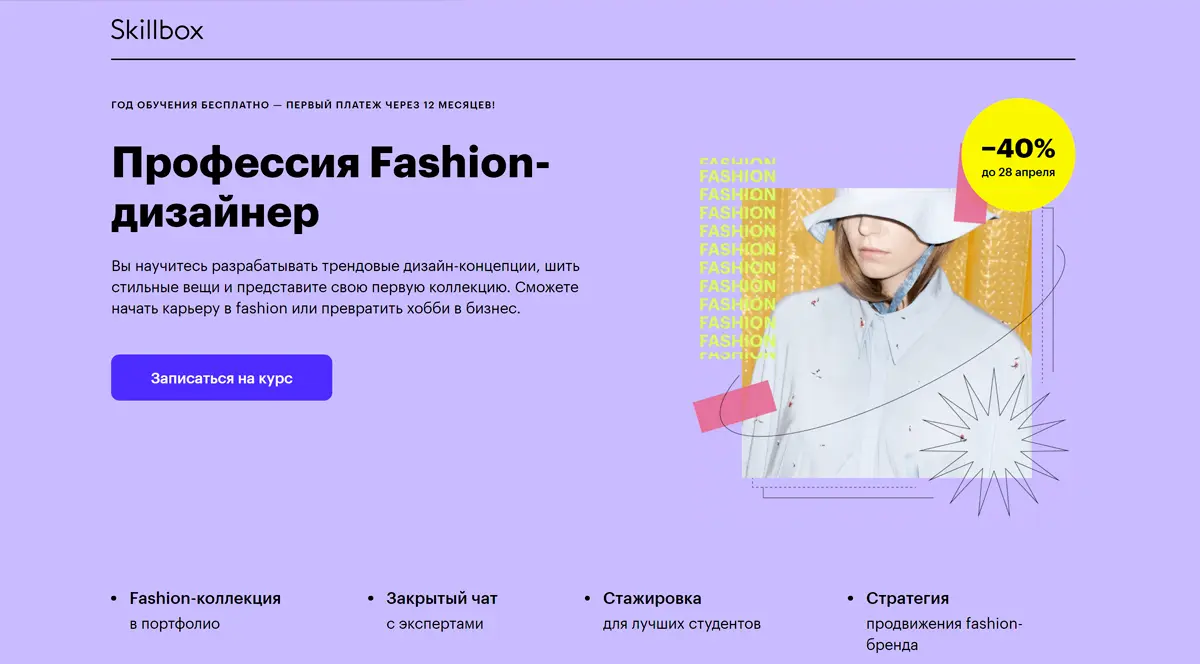 Skillbox
ГОД ОБУЧЕНИЯ БЕСПЛАТНО — ПЕРВЫЙ ПЛАТЕЖ ЧЕРЕЗ 12 МЕСЯЦЕВ!
Профессия Fashion-
дизайнер
Вы научитесь разрабатывать трендовые дизайн-концепции, шить
стильные вещи и представите свою первую коллекцию. Сможете
начать карьеру в fashion или превратить хобби в бизнес.
Записаться на курс
−40%
до 28 апреля
FASHION
FASHION
FASHION
FASHION
FASHION
FASHION
FASHION
FASHION
FASHION
FASHION
FASHION
FASHION
• Fashion-коллекция
в портфолио
• Закрытый чат
с экспертами
• Стажировка
для лучших студентов
• Стратегия
продвижения fashion-
бренда